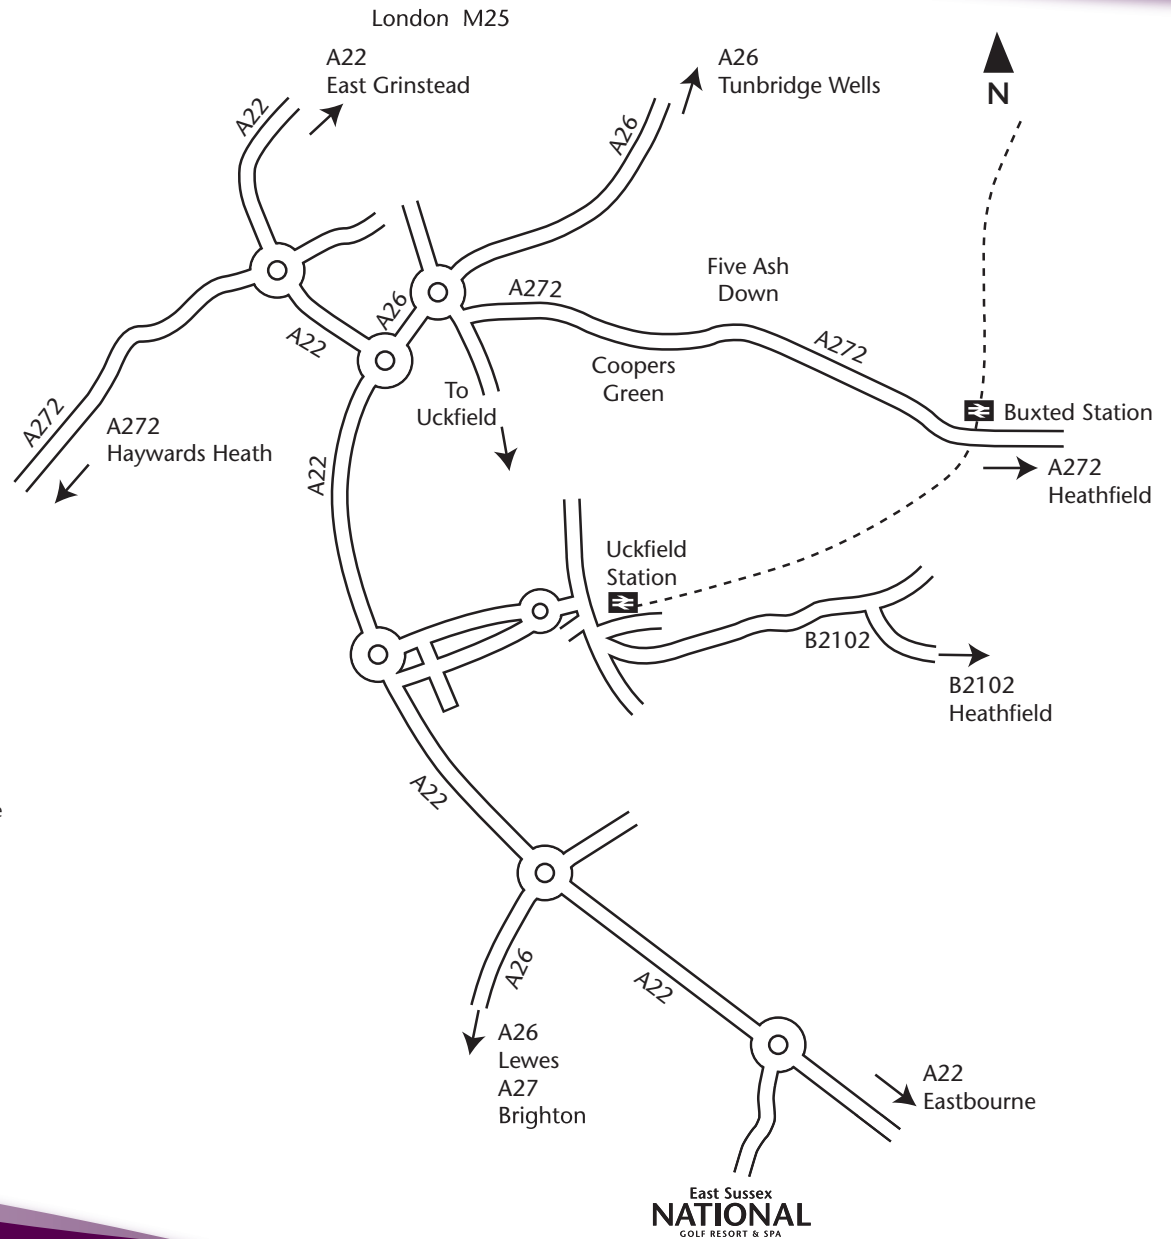 London M25
A22
East Grinstead
A26
Tunbridge Wells
N
A22
A26
Five Ash
Down
A272
A26
A22
A272
Coopers
Green
To
Uckfield
Buxted Station
A272
A272
Haywards Heath
A22
A272
Heathfield
Uckfield
Station
B2102
B2102
Heathfield
A22
A26
A22
A26
Lewes
A27
Brighton
A22
Eastbourne
East Sussex
NATIONAL
GOLF RESORT & SPA